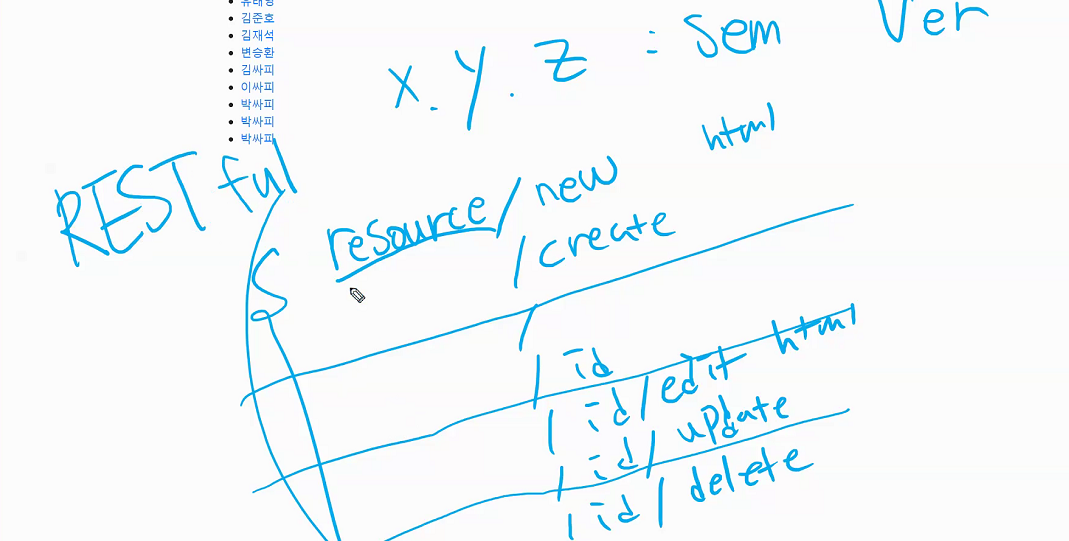 김준호
김재석
변승환
김싸피
이싸피
박싸피
박싸피
박싸피
x.y.z : Sem Ver
html
RESTful
resource/new
/create
/
/id
/id/edit html
/id/update
/id/delete